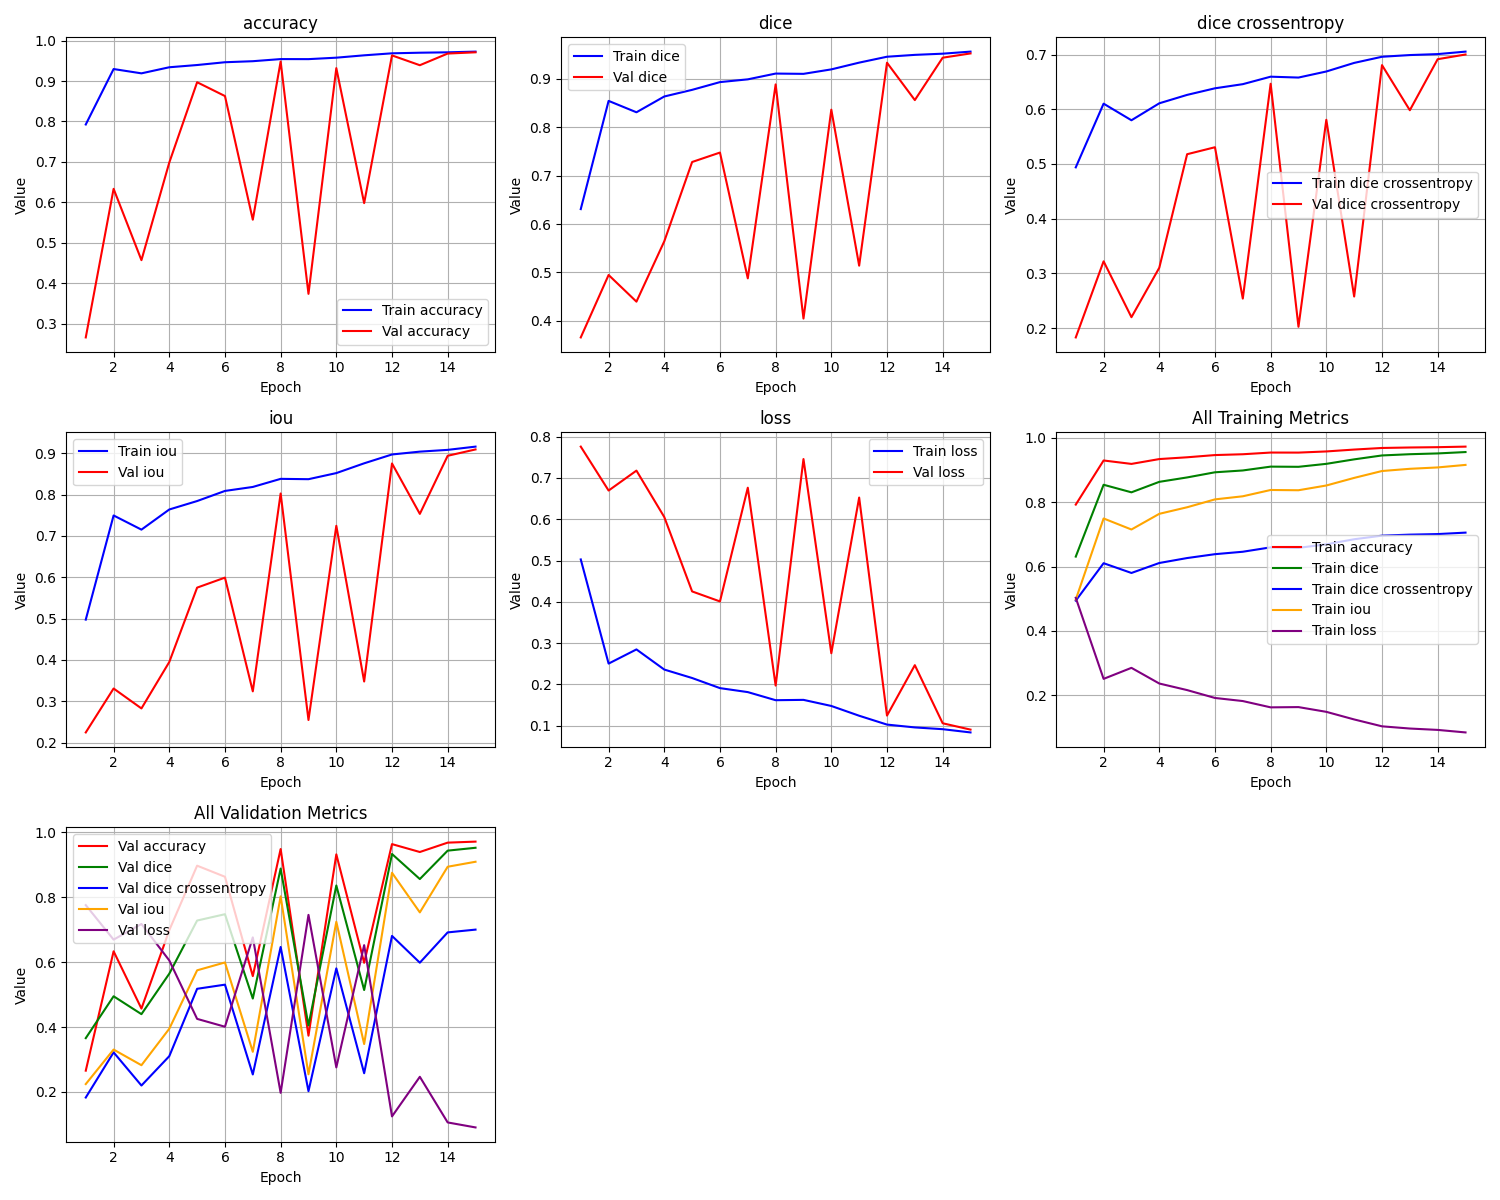 accuracy
1.0
0.9
0.8
0.7
0.6
0.5
0.4
0.3
Value
Train accuracy
Val accuracy
2 4 6 8 10 12 14
Epoch
dice
Train dice
Val dice
0.9
0.8
0.7
0.6
0.5
0.4
Value
2 4 6 8 10 12 14
Epoch
dice crossentropy
0.7
0.6
0.5
0.4
0.3
0.2
Value
Train dice crossentropy
Val dice crossentropy
2 4 6 8 10 12 14
Epoch
iou
Train iou
Val iou
0.9
0.8
0.7
0.6
0.5
0.4
0.3
0.2
Value
2 4 6 8 10 12 14
Epoch
loss
Train loss
Val loss
0.8
0.7
0.6
0.5
0.4
0.3
0.2
0.1
Value
2 4 6 8 10 12 14
Epoch
All Training Metrics
1.0
0.8
0.6
0.4
0.2
Value
Train accuracy
Train dice
Train dice crossentropy
Train iou
Train loss
2 4 6 8 10 12 14
Epoch
All Validation Metrics
Val accuracy
Val dice
Val dice crossentropy
Val iou
Val loss
1.0
0.8
0.6
0.4
0.2
Value
2 4 6 8 10 12 14
Epoch